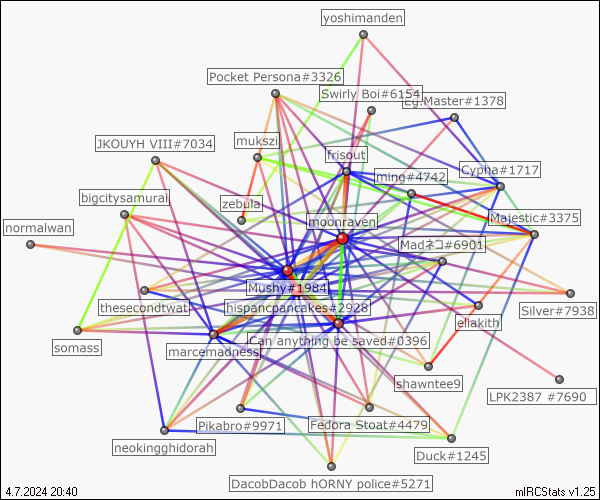 yoshimanden
Pocket Persona#3326
Swirly Boi#6154
Eg.Master#1378
mukszi
JKOUYH VIII#7034
frisout
ming#4742
Cypha#1717
bigcitysamurai
zebula
moonraven
Majestic#3375
normalwan
Madネコ#6901
Mushy#1984
thesecondtwat
hispancpancakes#2928
Silver#7938
eliakith
Can anything be saved#0396
somass
marcemadness
shawntee9
LPK2387 #7690
Pikabro#9971
Fedora Stoat#4479
neokingghidorah
Duck#1245
DacobDacob hORNY police#5271
4.7.2024 20:40
mIRCStats v1.25